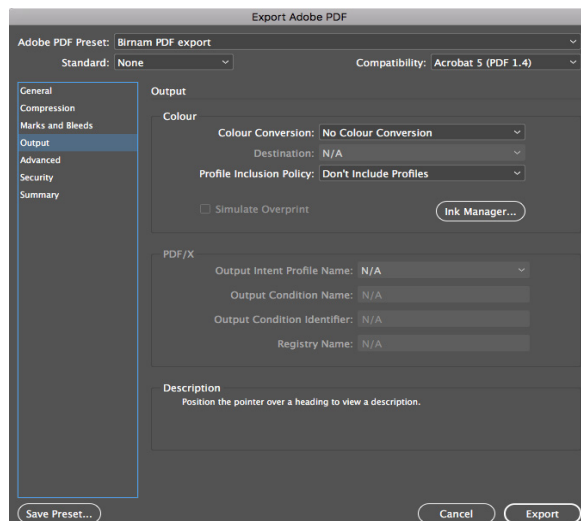 Export Adobe PDF
Adobe PDF Preset: Birnam PDF export
Standard: None Compatibility: Acrobat 5 (PDF 1.4)
General
Compression
Marks and Bleeds
Output
Advanced
Security
Summary
Output
Colour
Colour Conversion: No Colour Conversion
Destination: N/A
Profile Inclusion Policy: Don't Include Profiles
Simulate Overprint Ink Manager...
PDF/X
Output Intent Profile Name: N/A
Output Condition Name: N/A
Output Condition Identifier: N/A
Registry Name: N/A
Description
Position the pointer over a heading to view a description.
Save Preset... Cancel Export